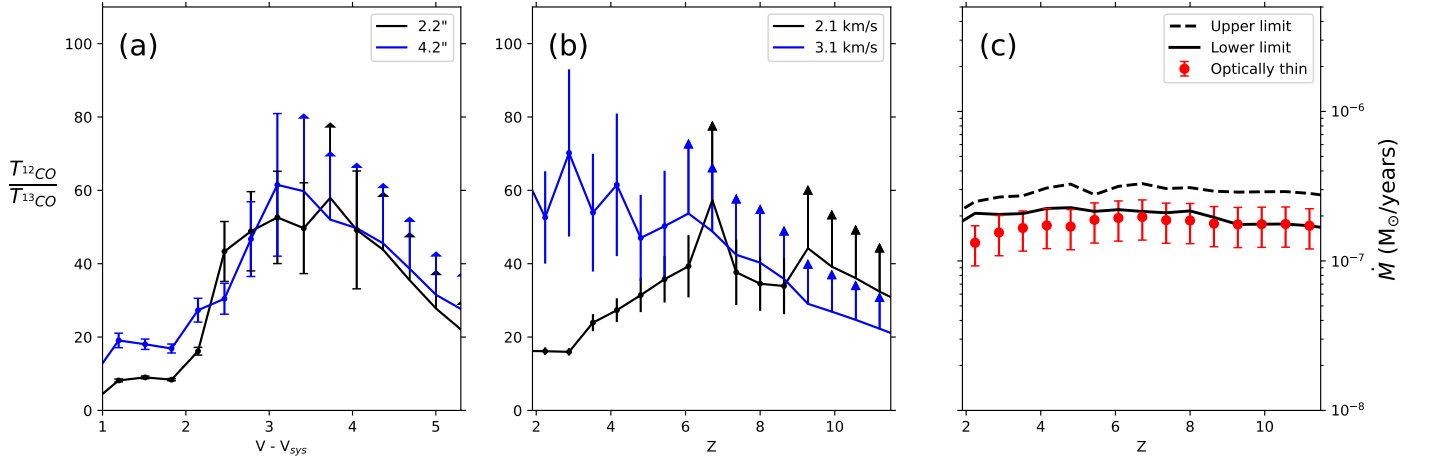 (a)
2.2"
4.2"
T12CO
T13CO
100
80
60
40
20
0
1 2 3 4 5
V - Vsys
(b)
2.1 km/s
3.1 km/s
100
80
60
40
20
0
2 4 6 8 10
Z
(c)
Upper limit
Lower limit
Optically thin
10⁻⁶
10⁻⁷
10⁻⁸
Ṁ (M⊙/years)
2 4 6 8 10
Z